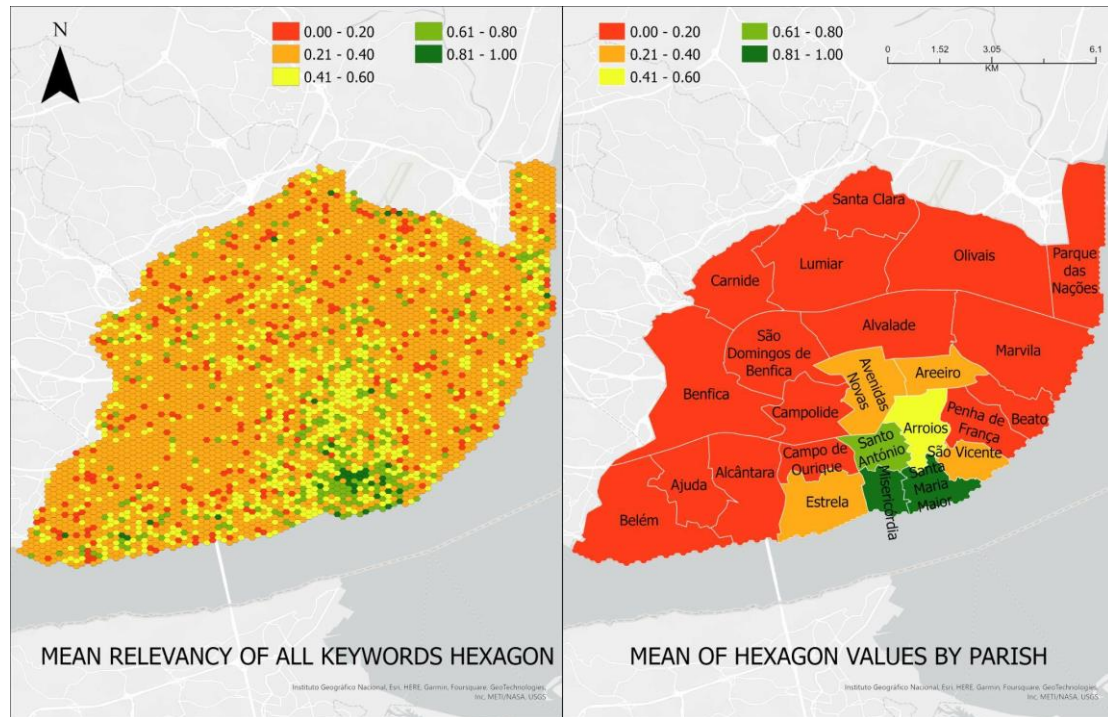 N
0.00 - 0.20
0.21 - 0.40
0.41 - 0.60
0.61 - 0.80
0.81 - 1.00
MEAN RELEVANCY OF ALL KEYWORDS HEXAGON
Instituto Geográfico Nacional, Esri, HERE, Garmin, Foursquare, GeoTechnologies,
Inc, METI/NASA, USGS
0.00 - 0.20
0.21 - 0.40
0.41 - 0.60
0.61 - 0.80
0.81 - 1.00
0 1.52 3.05 6.1
KM
Santa Clara
Lumiar
Olivais
Parque
das
Nações
Carnide
Alvalade
São
Domingos de
Benfica
Marvila
Avenidas
Novas
Areeiro
Benfica
Campolide
Arroios
Penha de
França
Beato
Santo
António
Campo de
Ourique
São Vicente
Alcântara
Ajuda
Santa
Maria
Maior
Misericórdia
Estrela
Belém
MEAN OF HEXAGON VALUES BY PARISH
Instituto Geográfico Nacional, Esri, HERE, Garmin, Foursquare, GeoTechnologies,
Inc, METI/NASA, USGS